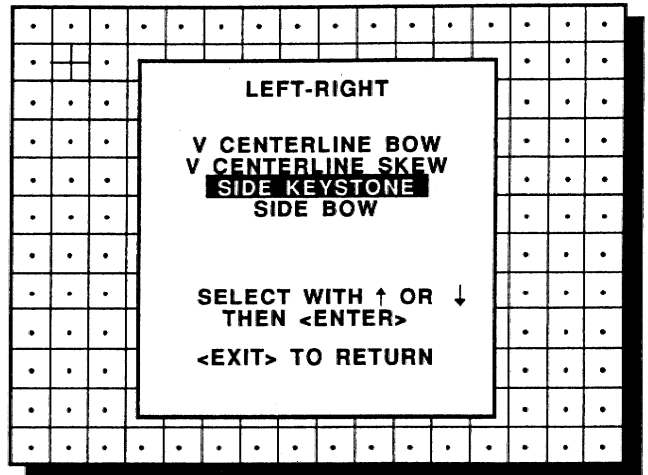 LEFT-RIGHT
V CENTERLINE BOW
V CENTERLINE SKEW
SIDE KEYSTONE
SIDE BOW
SELECT WITH ↑ OR ↓
THEN <ENTER>
<EXIT> TO RETURN